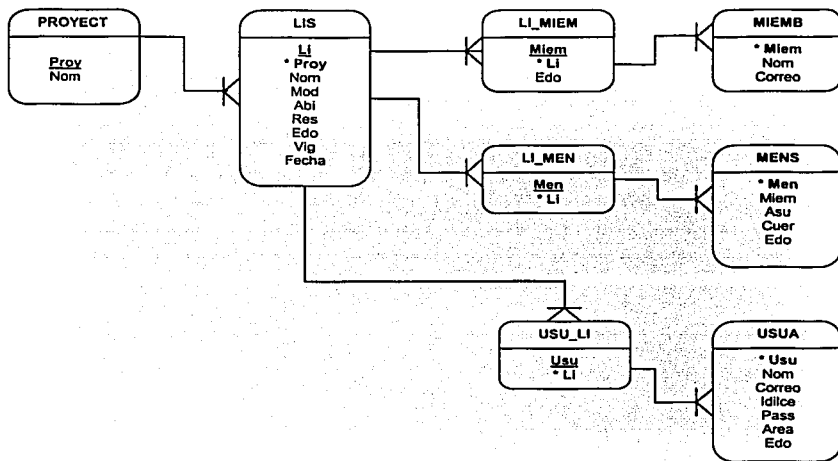 PROYECT
Proy
Nom
LIS
Li
* Proy
Nom
Mod
Abi
Res
Edo
Vig
Fecha
LI_MIEM
Miem
* Li
Edo
MIEMB
* Miem
Nom
Correo
LI_MEN
Men
* Li
MENS
* Men
Miem
Asu
Cuer
Edo
USU_LI
Usu
* Li
USUA
* Usu
Nom
Correo
Idilce
Pass
Area
Edo